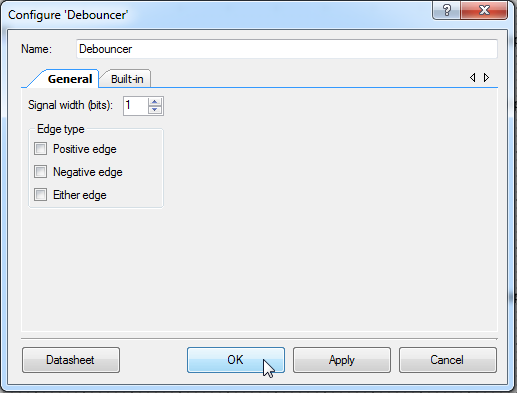 Configure 'Debouncer'
?
Name: Debouncer
General Built-in
Signal width (bits): 1
Edge type
Positive edge
Negative edge
Either edge
Datasheet OK Apply Cancel